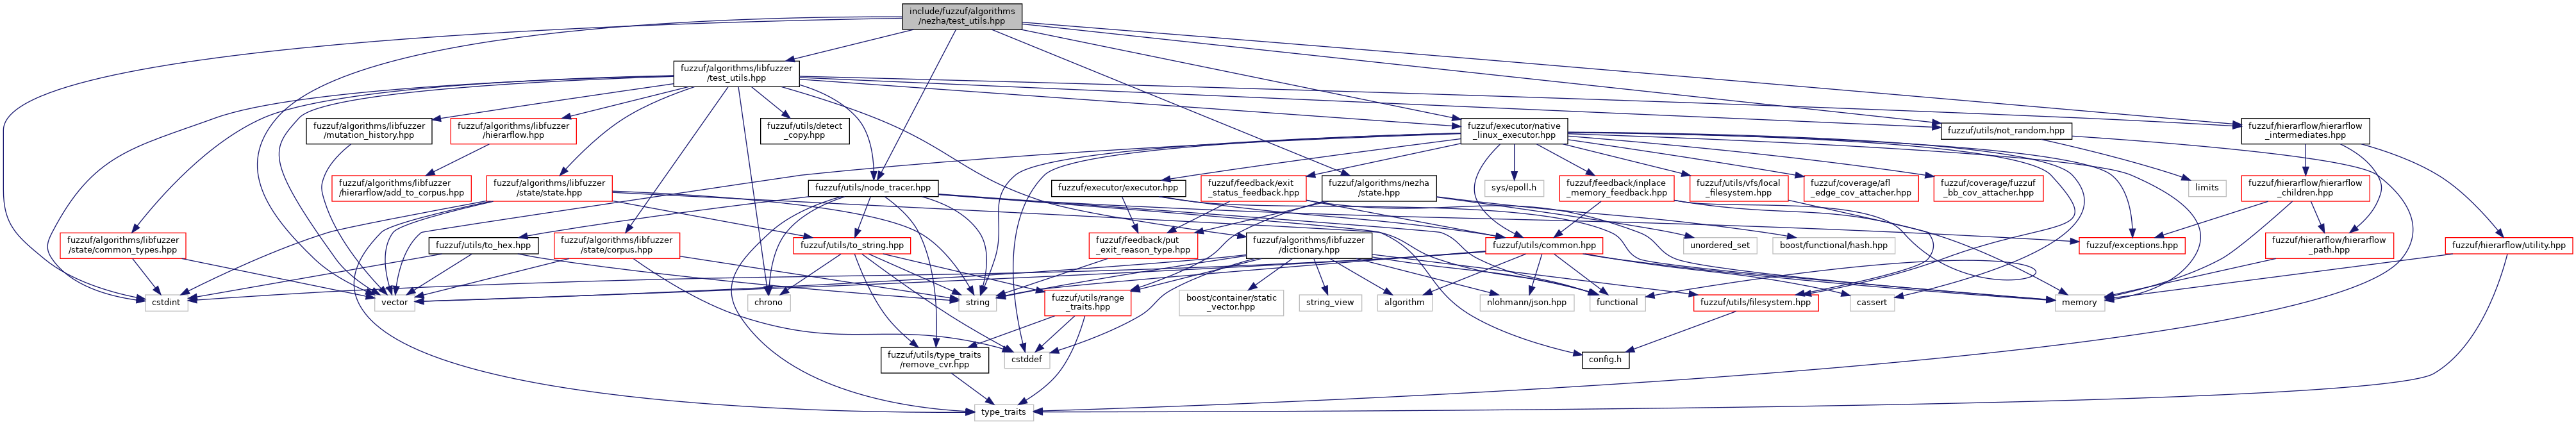 include/fuzzuf/algorithms
/nezha/test_utils.hpp
fuzzuf/algorithms/libfuzzer
/test_utils.hpp
fuzzuf/algorithms/libfuzzer
/mutation_history.hpp
fuzzuf/algorithms/libfuzzer
/hierarflow.hpp
fuzzuf/utils/detect
_copy.hpp
fuzzuf/executor/native
_linux_executor.hpp
fuzzuf/utils/not_random.hpp
fuzzuf/hierarflow/hierarflow
_intermediates.hpp
fuzzuf/algorithms/libfuzzer
/hierarflow/add_to_corpus.hpp
fuzzuf/algorithms/libfuzzer
/state/state.hpp
fuzzuf/utils/node_tracer.hpp
fuzzuf/executor/executor.hpp
fuzzuf/feedback/exit
_status_feedback.hpp
fuzzuf/algorithms/nezha
/state.hpp
sys/epoll.h
fuzzuf/feedback/inplace
_memory_feedback.hpp
fuzzuf/utils/vfs/local
_filesystem.hpp
fuzzuf/coverage/afl
_edge_cov_attacher.hpp
fuzzuf/coverage/fuzzuf
_bb_cov_attacher.hpp
limits
fuzzuf/hierarflow/hierarflow
_children.hpp
fuzzuf/algorithms/libfuzzer
/state/common_types.hpp
fuzzuf/utils/to_hex.hpp
fuzzuf/algorithms/libfuzzer
/state/corpus.hpp
fuzzuf/utils/to_string.hpp
fuzzuf/feedback/put
_exit_reason_type.hpp
fuzzuf/algorithms/libfuzzer
/dictionary.hpp
fuzzuf/utils/common.hpp
unordered_set
boost/functional/hash.hpp
fuzzuf/exceptions.hpp
fuzzuf/hierarflow/hierarflow
_path.hpp
fuzzuf/hierarflow/utility.hpp
cstdint
vector
chrono
string
fuzzuf/utils/range
_traits.hpp
boost/container/static
_vector.hpp
string_view
algorithm
nlohmann/json.hpp
functional
fuzzuf/utils/filesystem.hpp
cassert
memory
fuzzuf/utils/type_traits
/remove_cvr.hpp
cstddef
config.h
type_traits